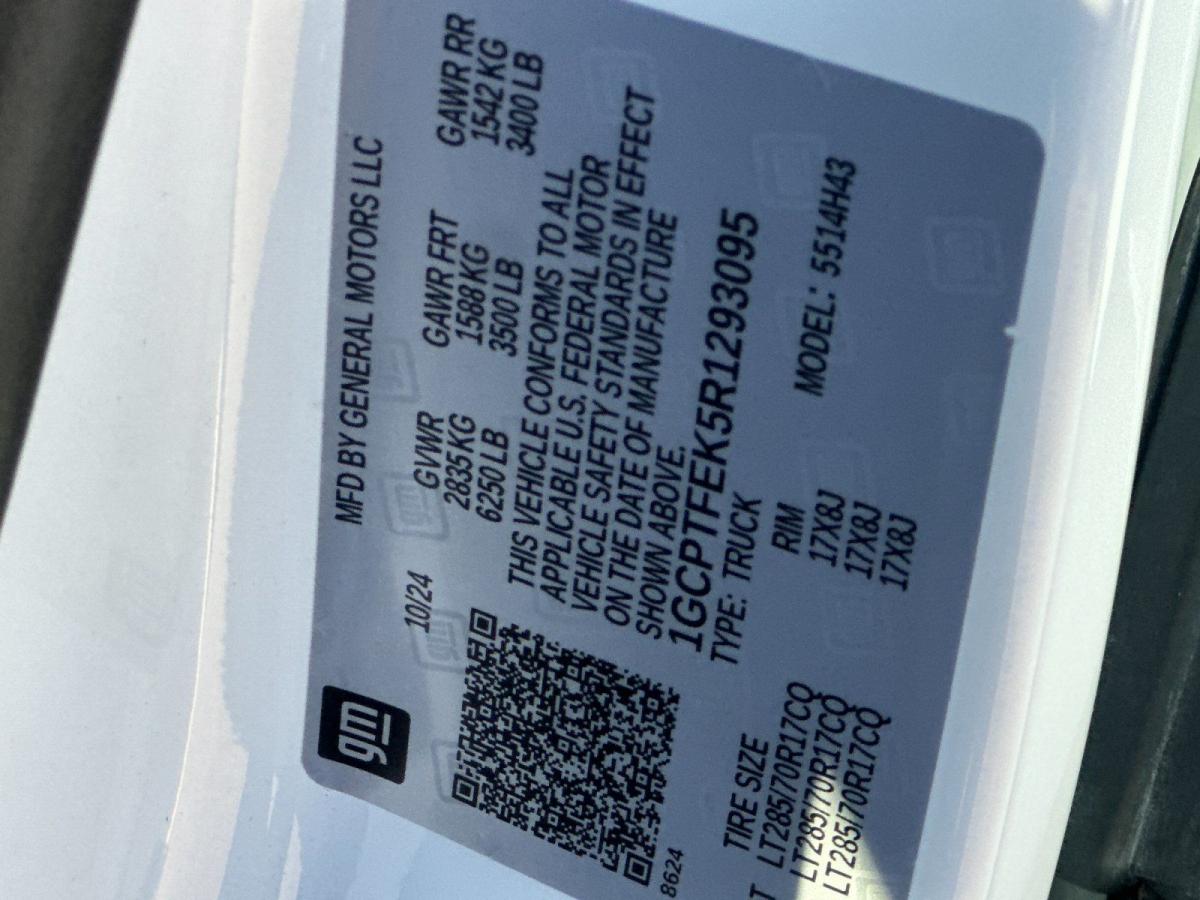 gm
MFD BY GENERAL MOTORS LLC
10/24 GVWR GAWR FRT GAWR RR
2835 KG 1588 KG 1542 KG
6250 LB 3500 LB 3400 LB
THIS VEHICLE CONFORMS TO ALL
APPLICABLE U.S. FEDERAL MOTOR
VEHICLE SAFETY STANDARDS IN EFFECT
ON THE DATE OF MANUFACTURE
SHOWN ABOVE.
1GCPTFEK5R1293095
8624 TYPE: TRUCK
TIRE SIZE RIM MODEL: 5514H43
LT285/70R17CQ 17X8J
LT285/70R17CQ 17X8J
LT285/70R17CQ 17X8J